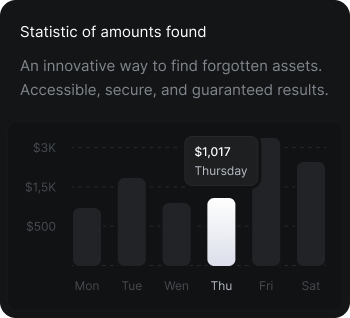 Statistic of amounts found
An innovative way to find forgotten assets.
Accessible, secure, and guaranteed results.
$3K
$1,017
Thursday
$1,5K
$500
Mon Tue Wen Thu Fri Sat